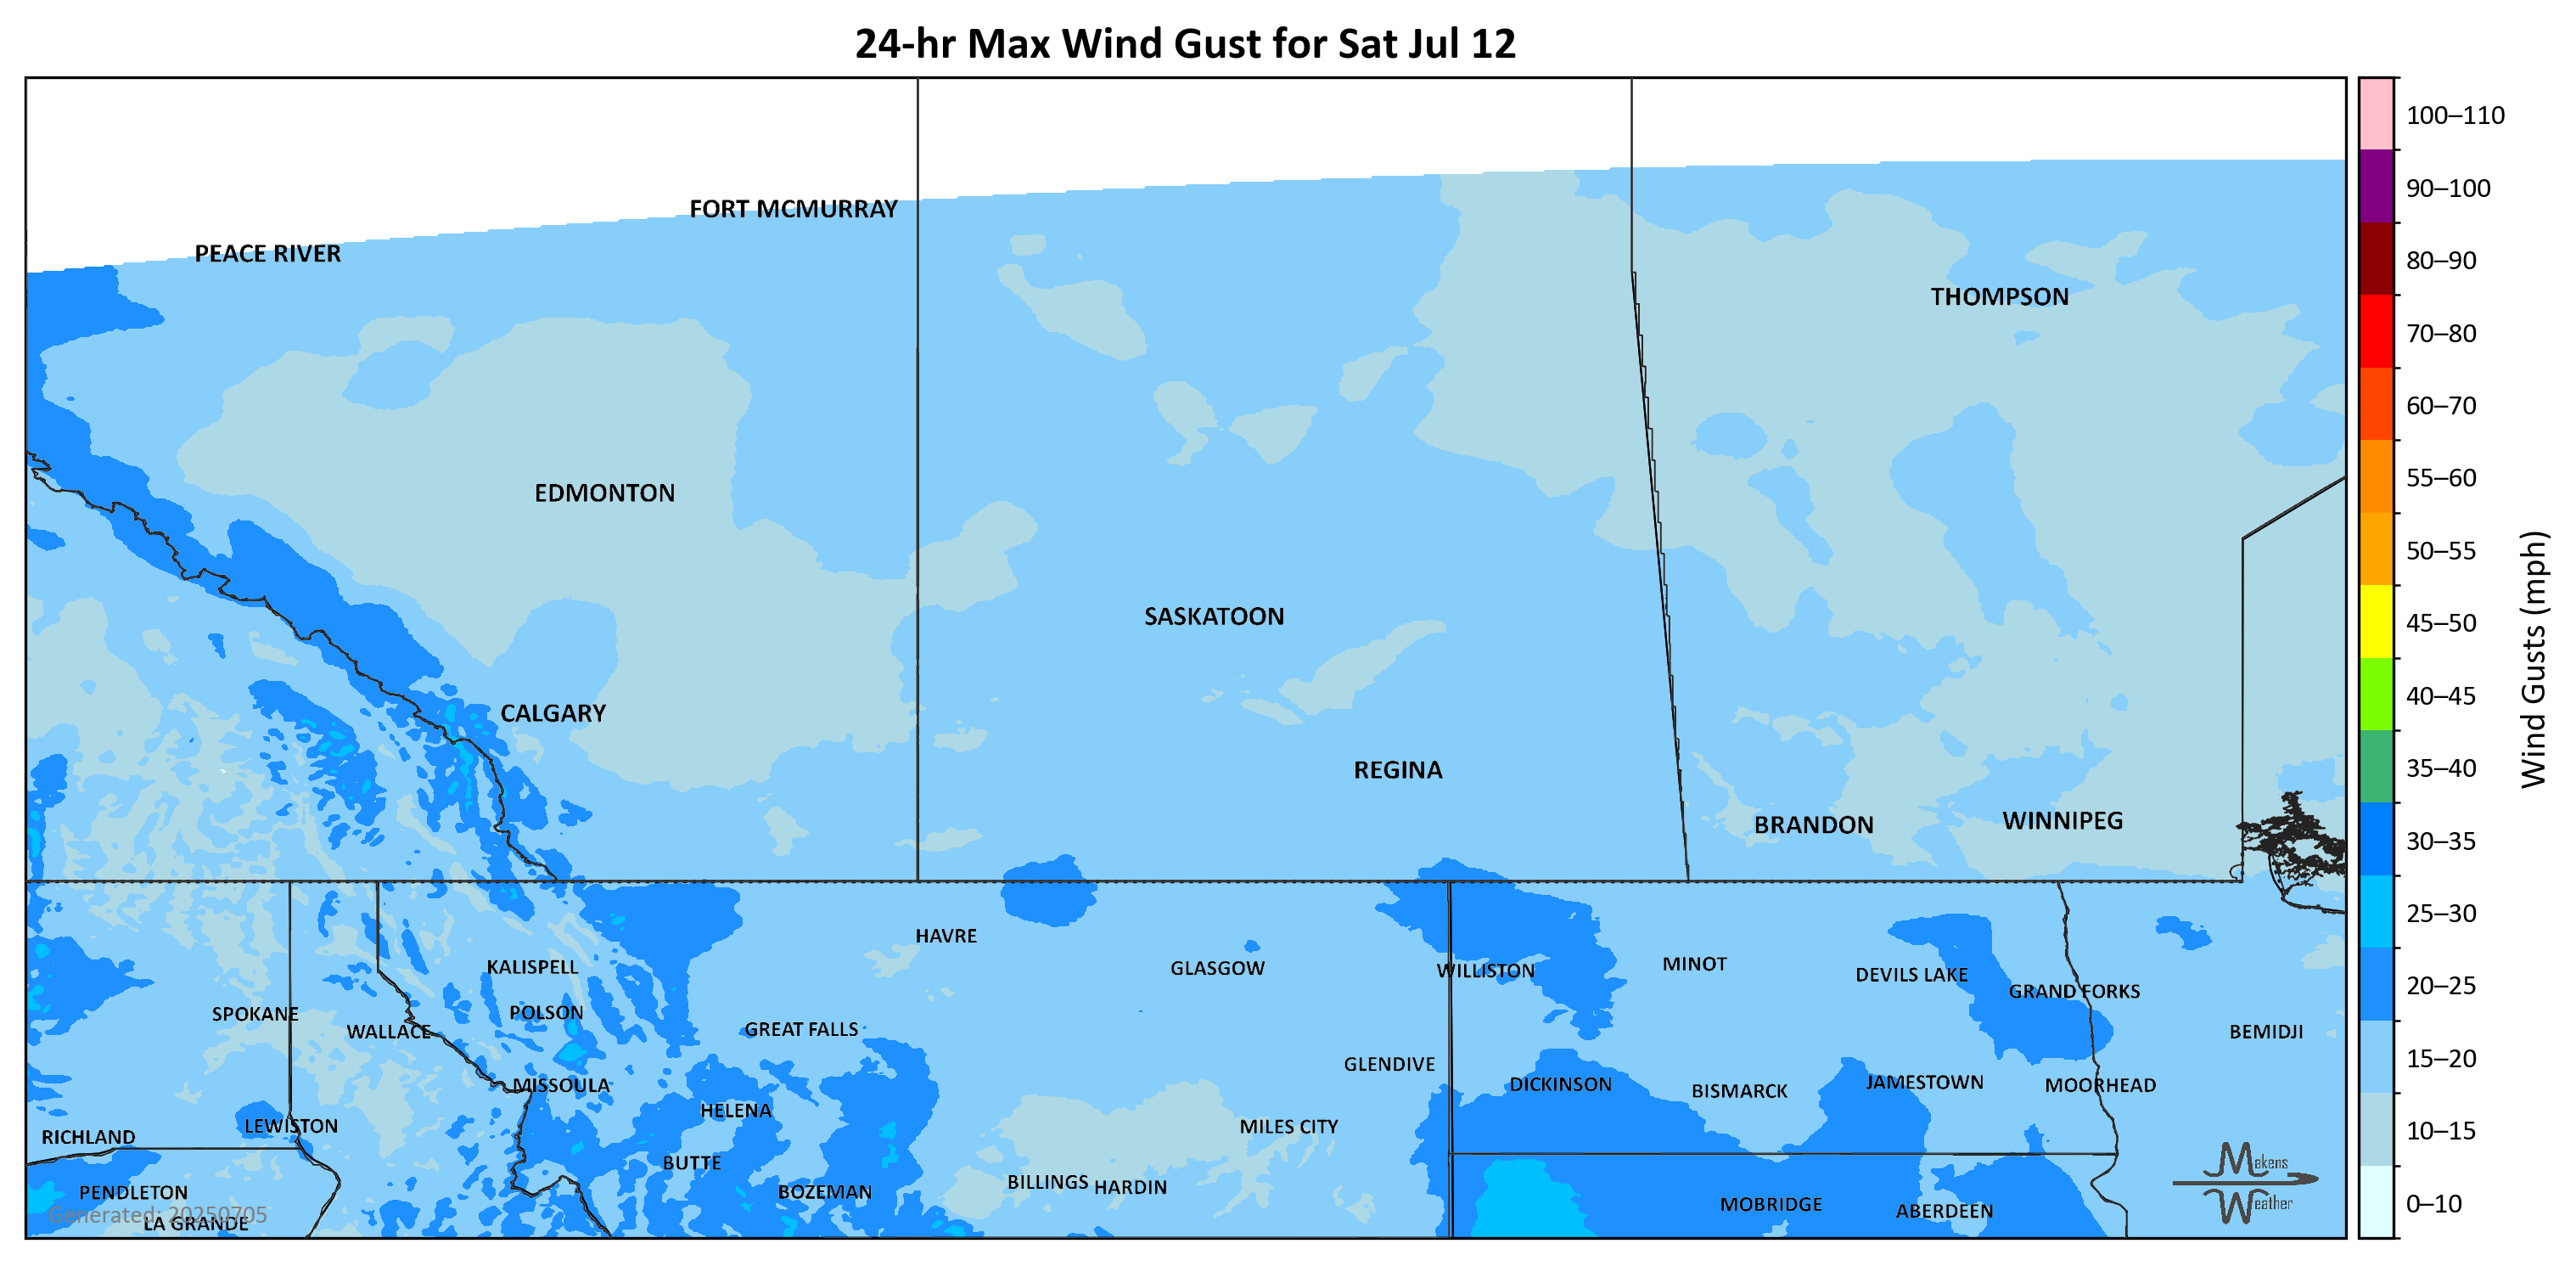 24-hr Max Wind Gust for Sat Jul 12
FORT MCMURRAY
PEACE RIVER
THOMPSON
EDMONTON
SASKATOON
CALGARY
REGINA
BRANDON
WINNIPEG
HAVRE
KALISPELL
GLASGOW
WILLISTON
MINOT
DEVILS LAKE
GRAND FORKS
SPOKANE
POLSON
WALLACE
GREAT FALLS
BEMIDJI
GLENDIVE
MISSOULA
DICKINSON
BISMARCK
JAMESTOWN
MOORHEAD
HELENA
LEWISTON
MILES CITY
RICHLAND
BUTTE
BILLINGS
HARDIN
PENDLETON
BOZEMAN
MOBRIDGE
ABERDEEN
Generated: 20250705
LA GRANDE
Makens
Weather
100–110
90–100
80–90
70–80
60–70
55–60
50–55
45–50
40–45
35–40
30–35
25–30
20–25
15–20
10–15
0–10
Wind Gusts (mph)